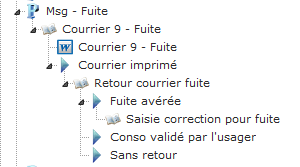 Msg - Fuite
Courrier 9 - Fuite
Courrier 9 - Fuite
Courrier imprimé
Retour courrier fuite
Fuite avérée
Saisie correction pour fuite
Conso validé par l'usager
Sans retour